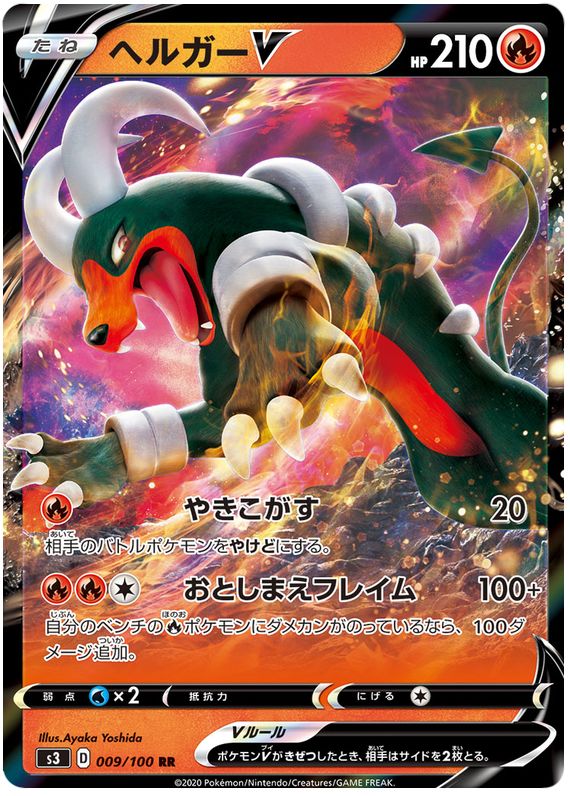 たね ヘルガーV HP210
やきこがす 20
相手のバトルポケモンをやけどにする。
おとしまえフレイム 100+
自分のベンチのポケモンにダメカンがのっているなら、100ダ
メージ追加。
弱点 ×2 抵抗力 にげる
Illus.Ayaka Yoshida
Vルール
s3 D 009/100 RR
ポケモンVがきぜつしたとき、相手はサイドを2枚とる。
©2020 Pokémon/Nintendo/Creatures/GAME FREAK.